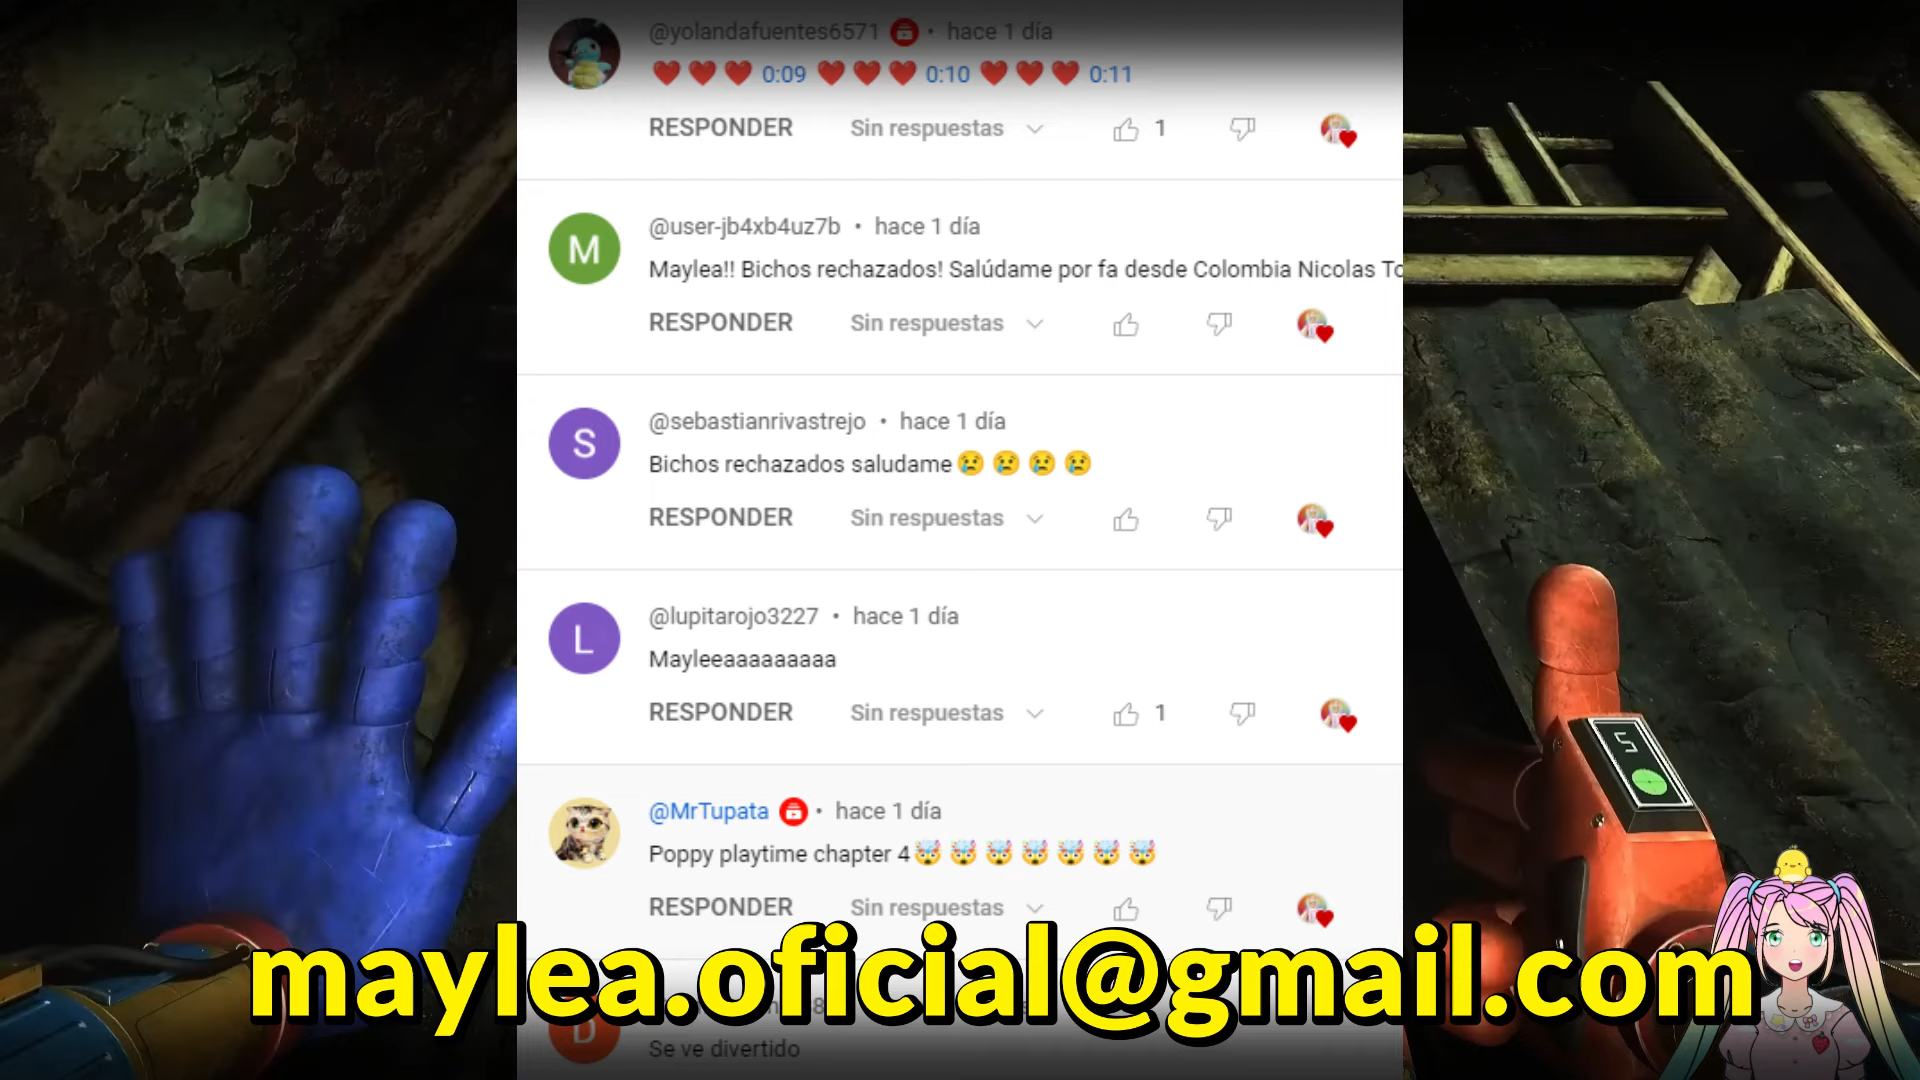 @yolandafuentes6571 • hace 1 día
❤️❤️❤️ 0:09 ❤️❤️❤️ 0:10 ❤️❤️❤️ 0:11
RESPONDER Sin respuestas 1
M
@user-jb4xb4uz7b • hace 1 día
Maylea!! Bichos rechazados! Salúdame por fa desde Colombia Nicolas
RESPONDER Sin respuestas
S
@sebastianrivastrejo • hace 1 día
Bichos rechazados saludame😢😢😢😢
RESPONDER Sin respuestas
L
@lupitarojo3227 • hace 1 día
Mayleeaaaaaaaaa
RESPONDER Sin respuestas 1
5
@MrTupata • hace 1 día
Poppy playtime chapter 4🤯🤯🤯🤯🤯🤯🤯
RESPONDER Sin respuestas
maylea.oficial@gmail.com
D
Se ve divertido